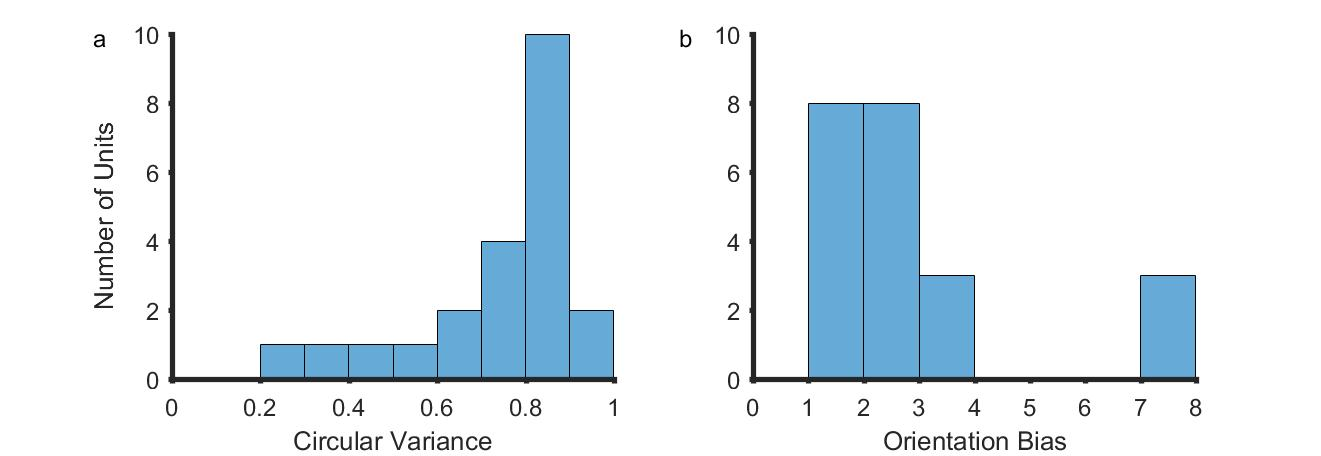 a
10
8
6
4
2
0
Number of Units
0 0.2 0.4 0.6 0.8 1
Circular Variance
b
10
8
6
4
2
0
0 1 2 3 4 5 6 7 8
Orientation Bias